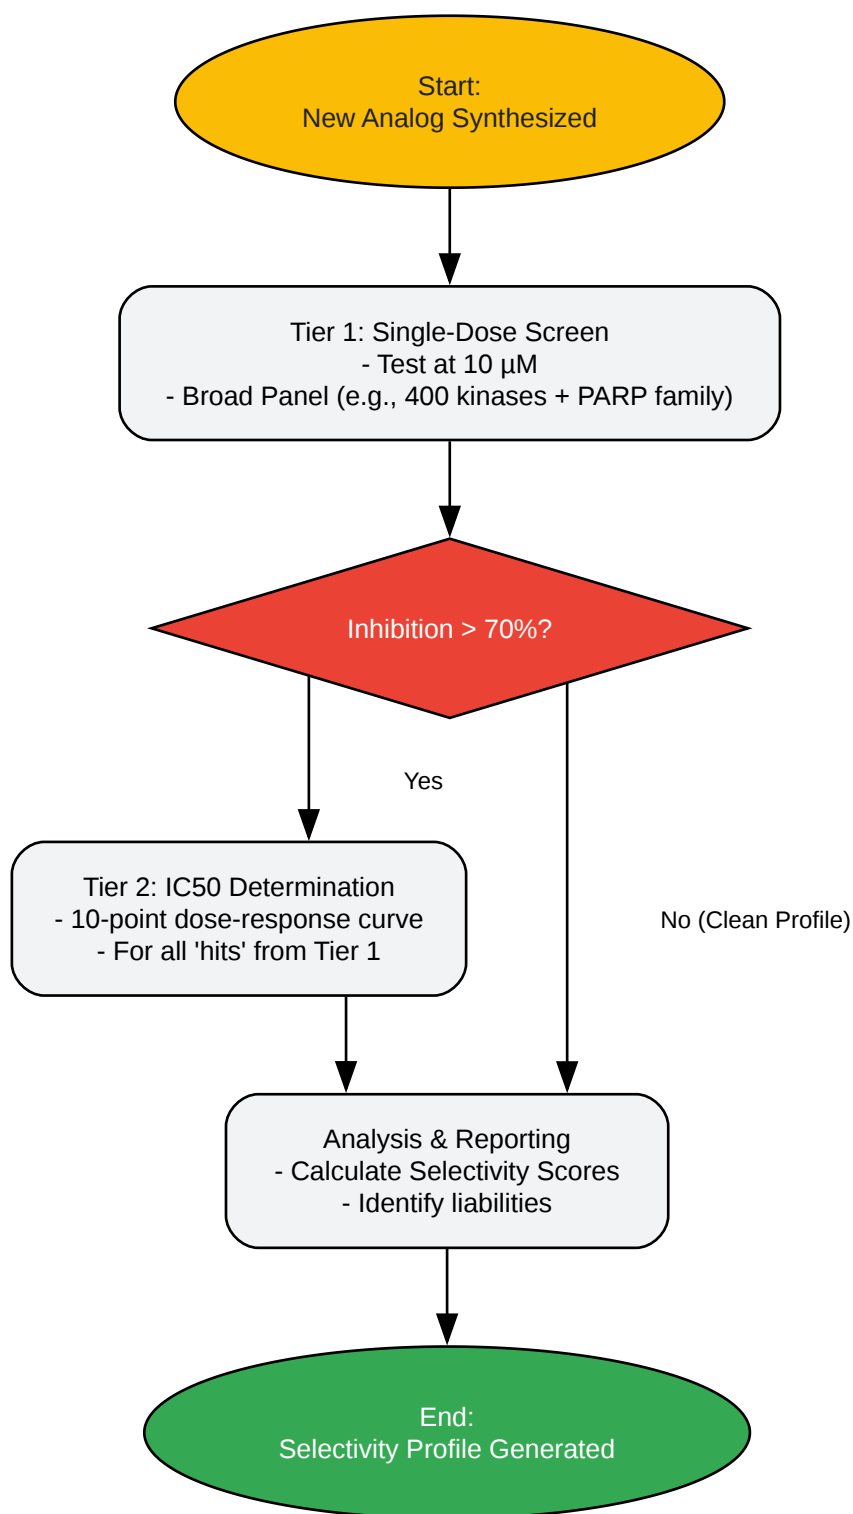 Start:
New Analog Synthesized
Tier 1: Single-Dose Screen
- Test at 10 µM
- Broad Panel (e.g., 400 kinases + PARP family)
Inhibition > 70%?
Yes
Tier 2: IC50 Determination
- 10-point dose-response curve
- For all 'hits' from Tier 1
No (Clean Profile)
Analysis & Reporting
- Calculate Selectivity Scores
- Identify liabilities
End:
Selectivity Profile Generated